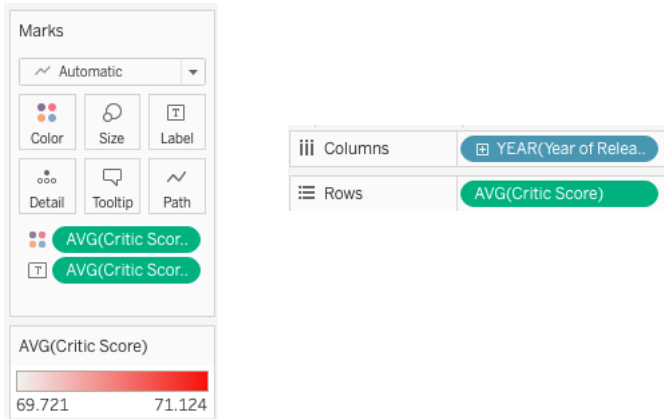 Marks
Automatic
Color Size Label
Detail Tooltip Path
AVG(Critic Scor..
T AVG(Critic Scor..
AVG(Critic Score)
69.721 71.124
iii Columns YEAR(Year of Relea..
Rows AVG(Critic Score)